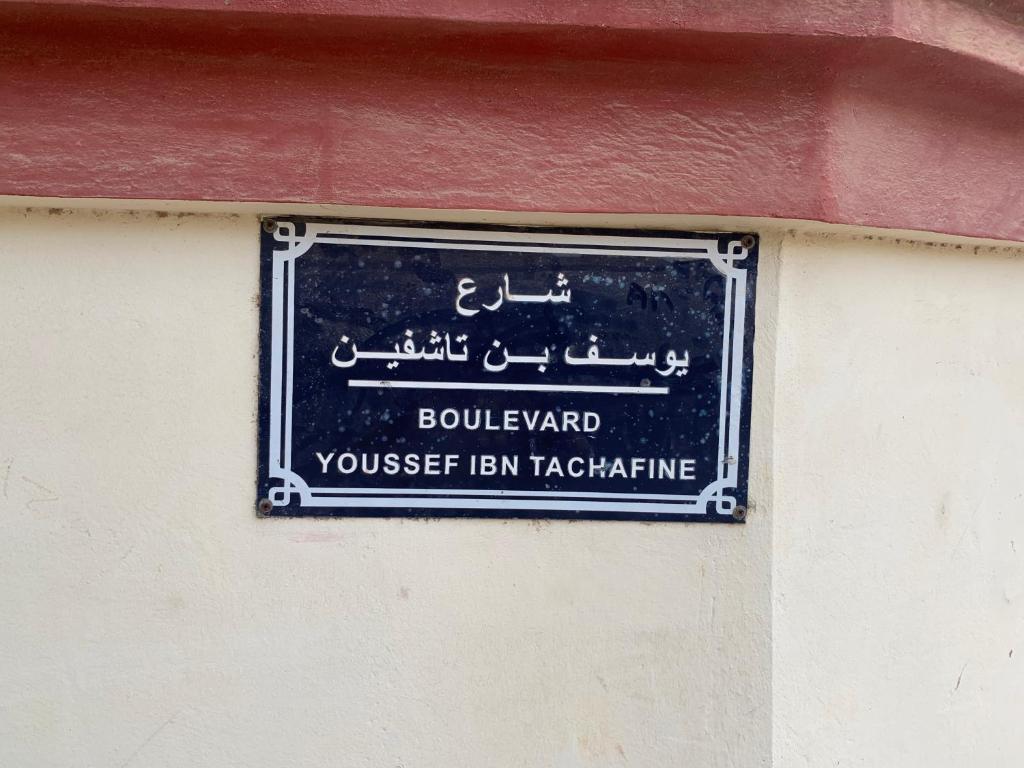 شارع
يوسف بن تاشفين
BOULEVARD
YOUSSEF IBN TACHAFINE